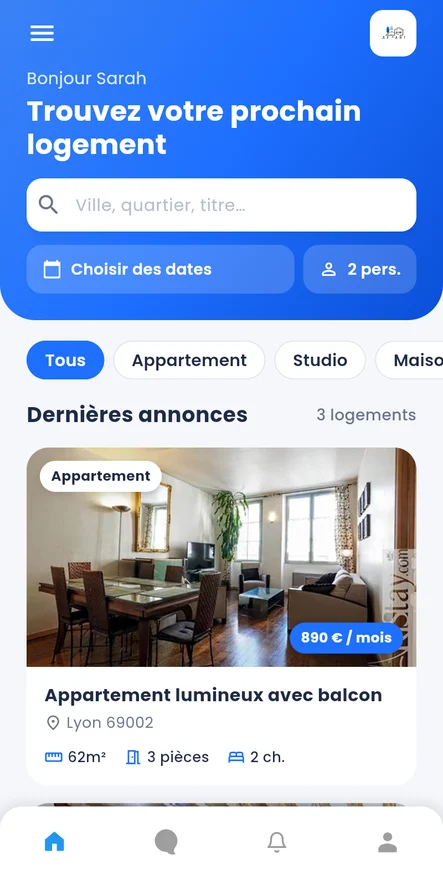 Bonjour Sarah
Trouvez votre prochain
logement
Ville, quartier, titre...
Choisir des dates
2 pers.
Tous
Appartement
Studio
Dernières annonces
3 logements
Appartement
890 € / mois
Appartement lumineux avec balcon
Lyon 69002
62m²
3 pièces
2 ch.